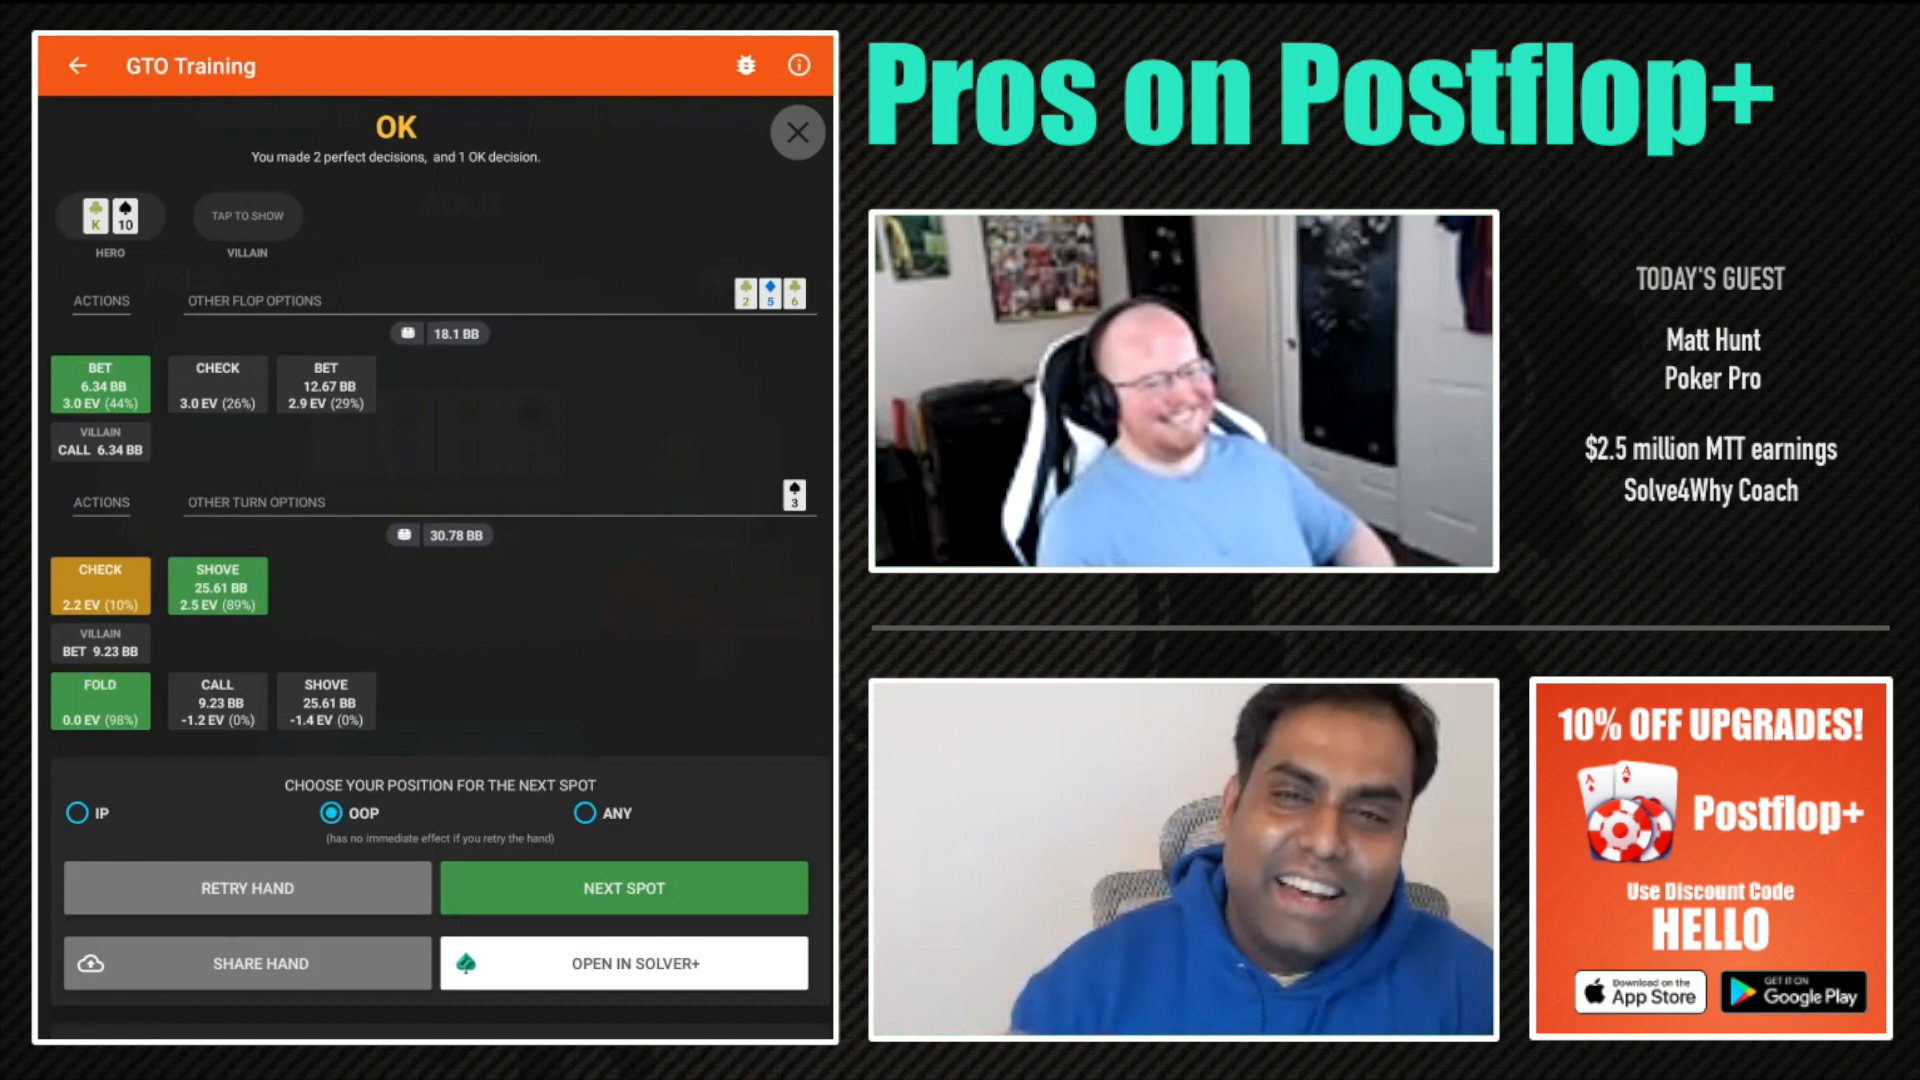 GTO Training
OK
You made 2 perfect decisions, and 1 OK decision.
K 10
TAP TO SHOW
HERO
VILLAIN
ACTIONS
OTHER FLOP OPTIONS
2 5 6
18.1 BB
BET
6.34 BB
3.0 EV (44%)
CHECK
3.0 EV (26%)
BET
12.67 BB
2.9 EV (29%)
VILLAIN
CALL 6.34 BB
ACTIONS
OTHER TURN OPTIONS
3
30.78 BB
CHECK
2.2 EV (10%)
SHOVE
25.61 BB
2.5 EV (89%)
VILLAIN
BET 9.23 BB
FOLD
0.0 EV (98%)
CALL
9.23 BB
-1.2 EV (0%)
SHOVE
25.61 BB
-1.4 EV (0%)
CHOOSE YOUR POSITION FOR THE NEXT SPOT
IP
OOP
ANY
(has no immediate effect if you retry the hand)
RETRY HAND
NEXT SPOT
SHARE HAND
OPEN IN SOLVER+
Pros on Postflop+
TODAY'S GUEST
Matt Hunt
Poker Pro
$2.5 million MTT earnings
Solve4Why Coach
10% OFF UPGRADES!
A A
Postflop+
Use Discount Code
HELLO
Download on the
App Store
GET IT ON
Google Play